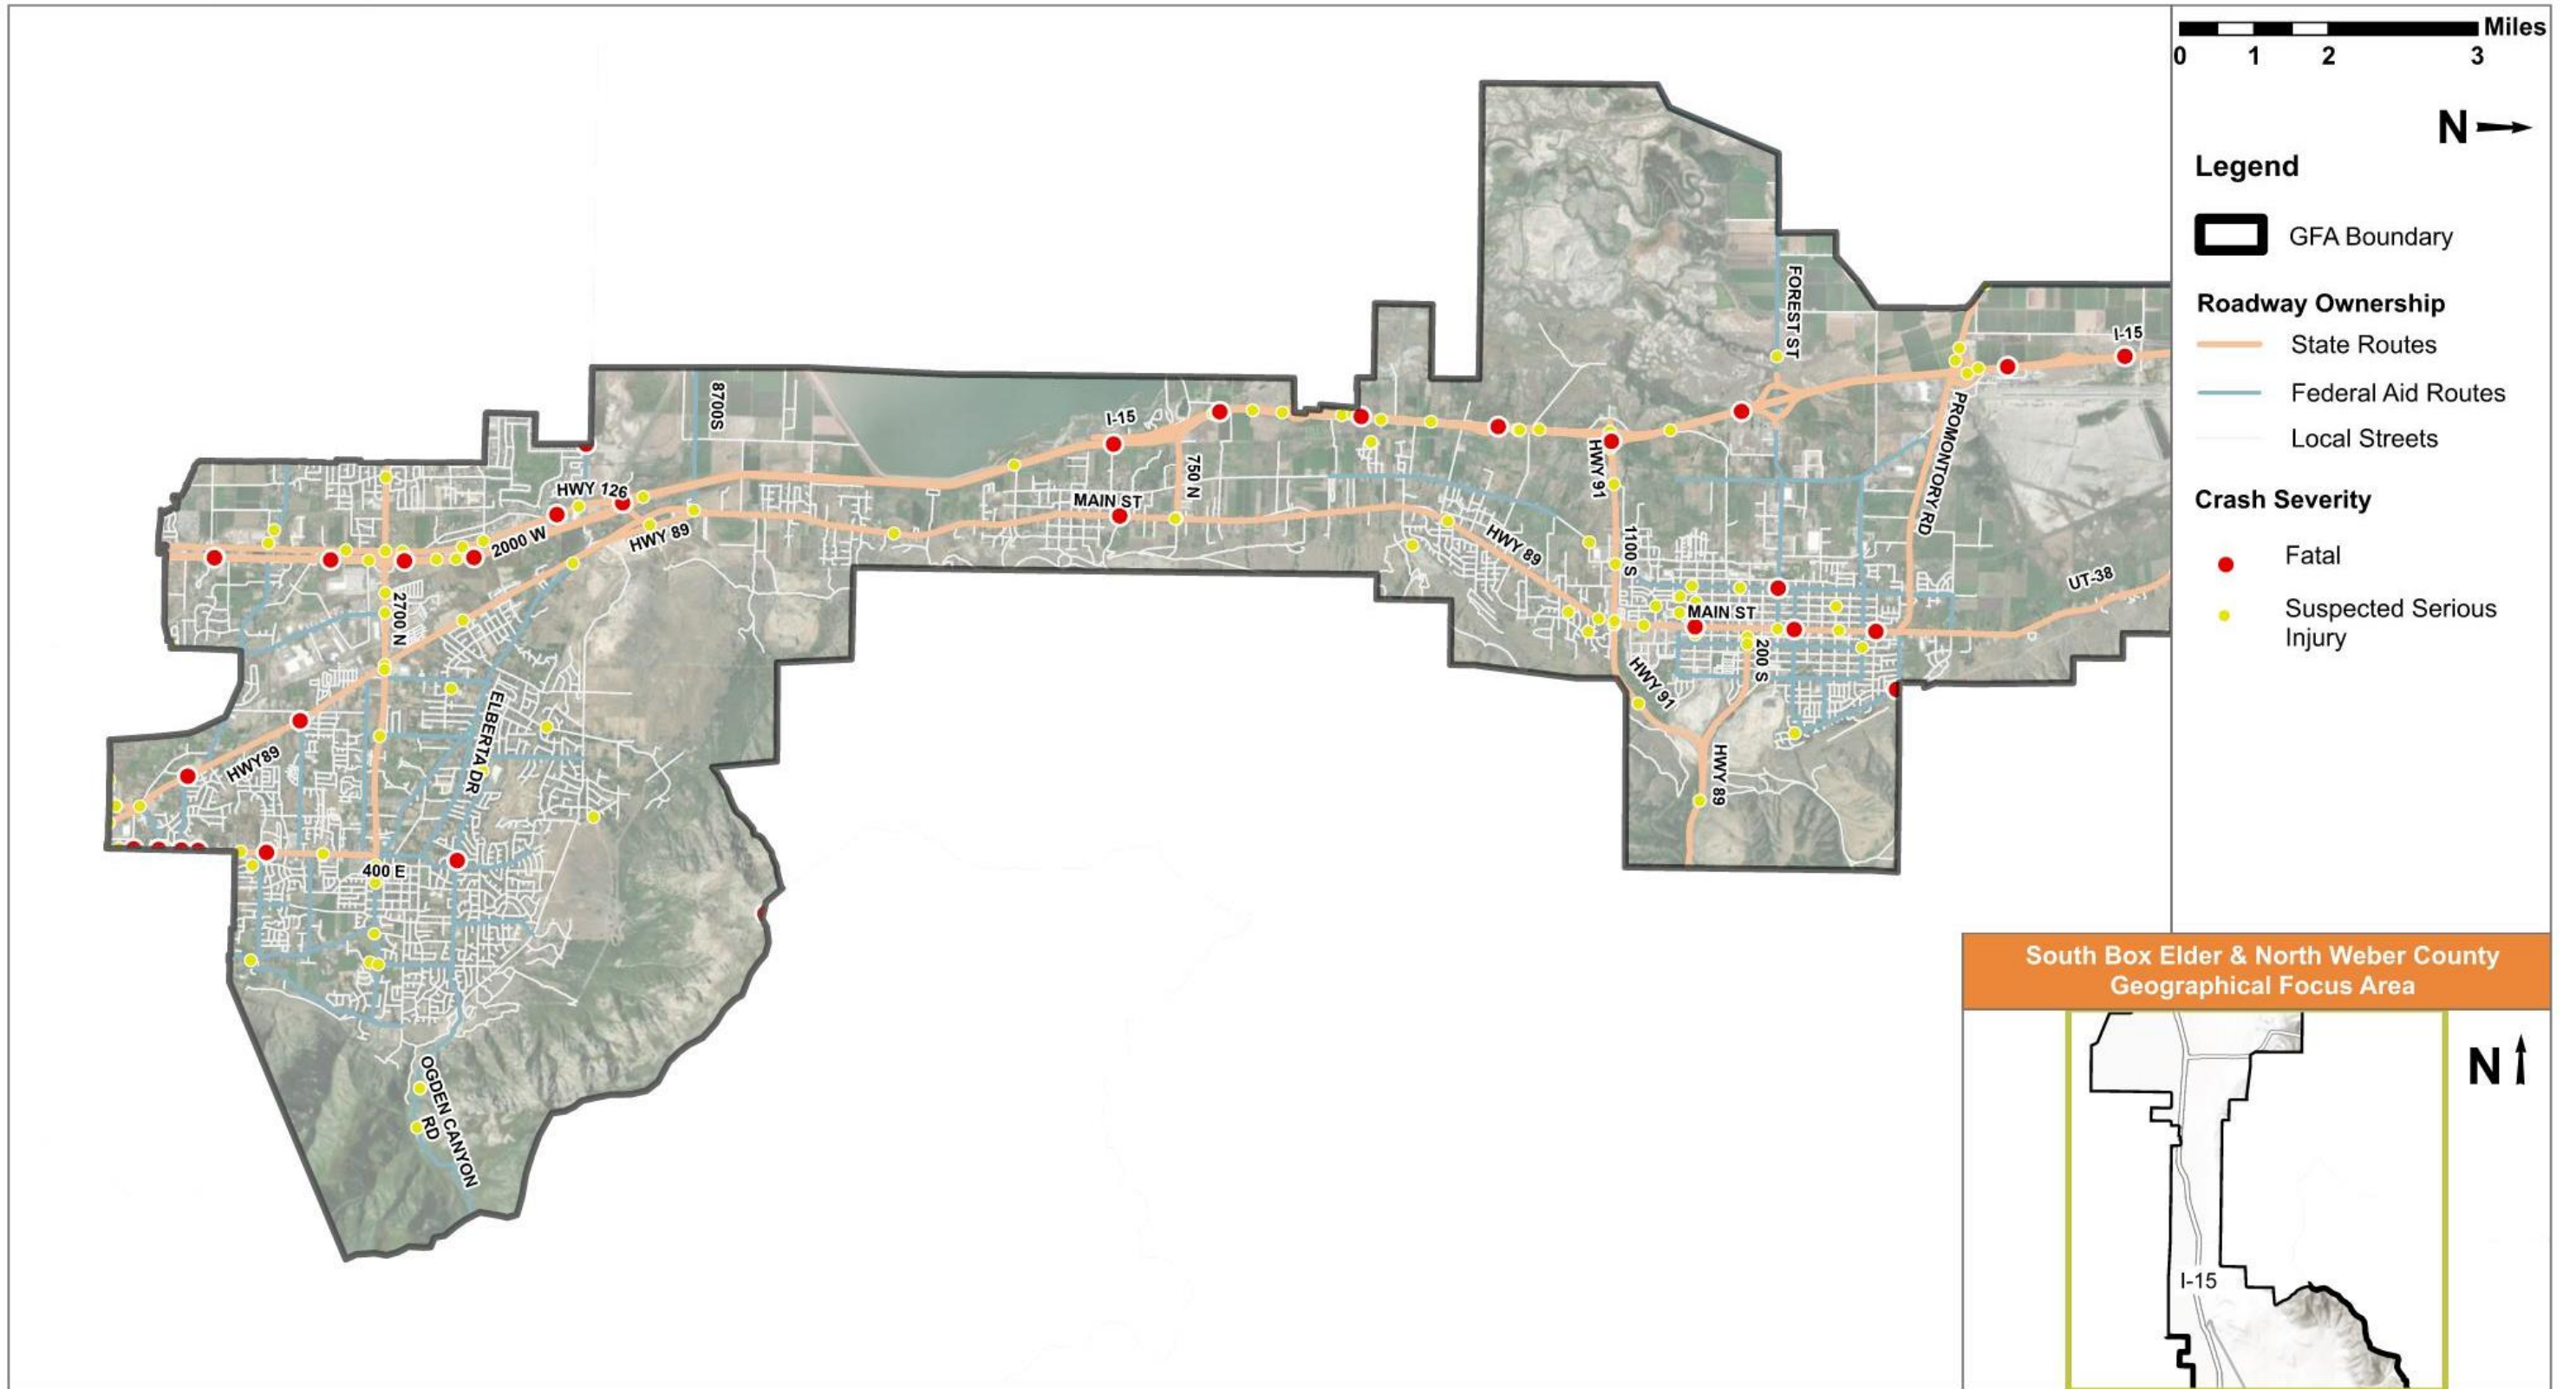 Miles
0 1 2 3
N
Legend
GFA Boundary
Roadway Ownership
State Routes
Federal Aid Routes
Local Streets
Crash Severity
Fatal
Suspected Serious
Injury
FOREST ST
I-15
8700S
I-15
PROMONTORY RD
HWY 126
750 N
HWY 91
MAIN ST
2000 W
HWY 89
HWY 89
1100 S
UT-38
2700 N
MAIN ST
200 S
HWY 91
ELBERTA DR
HWY89
HWY 89
400 E
OGDEN CANYON
RD
South Box Elder & North Weber County
Geographical Focus Area
N
I-15